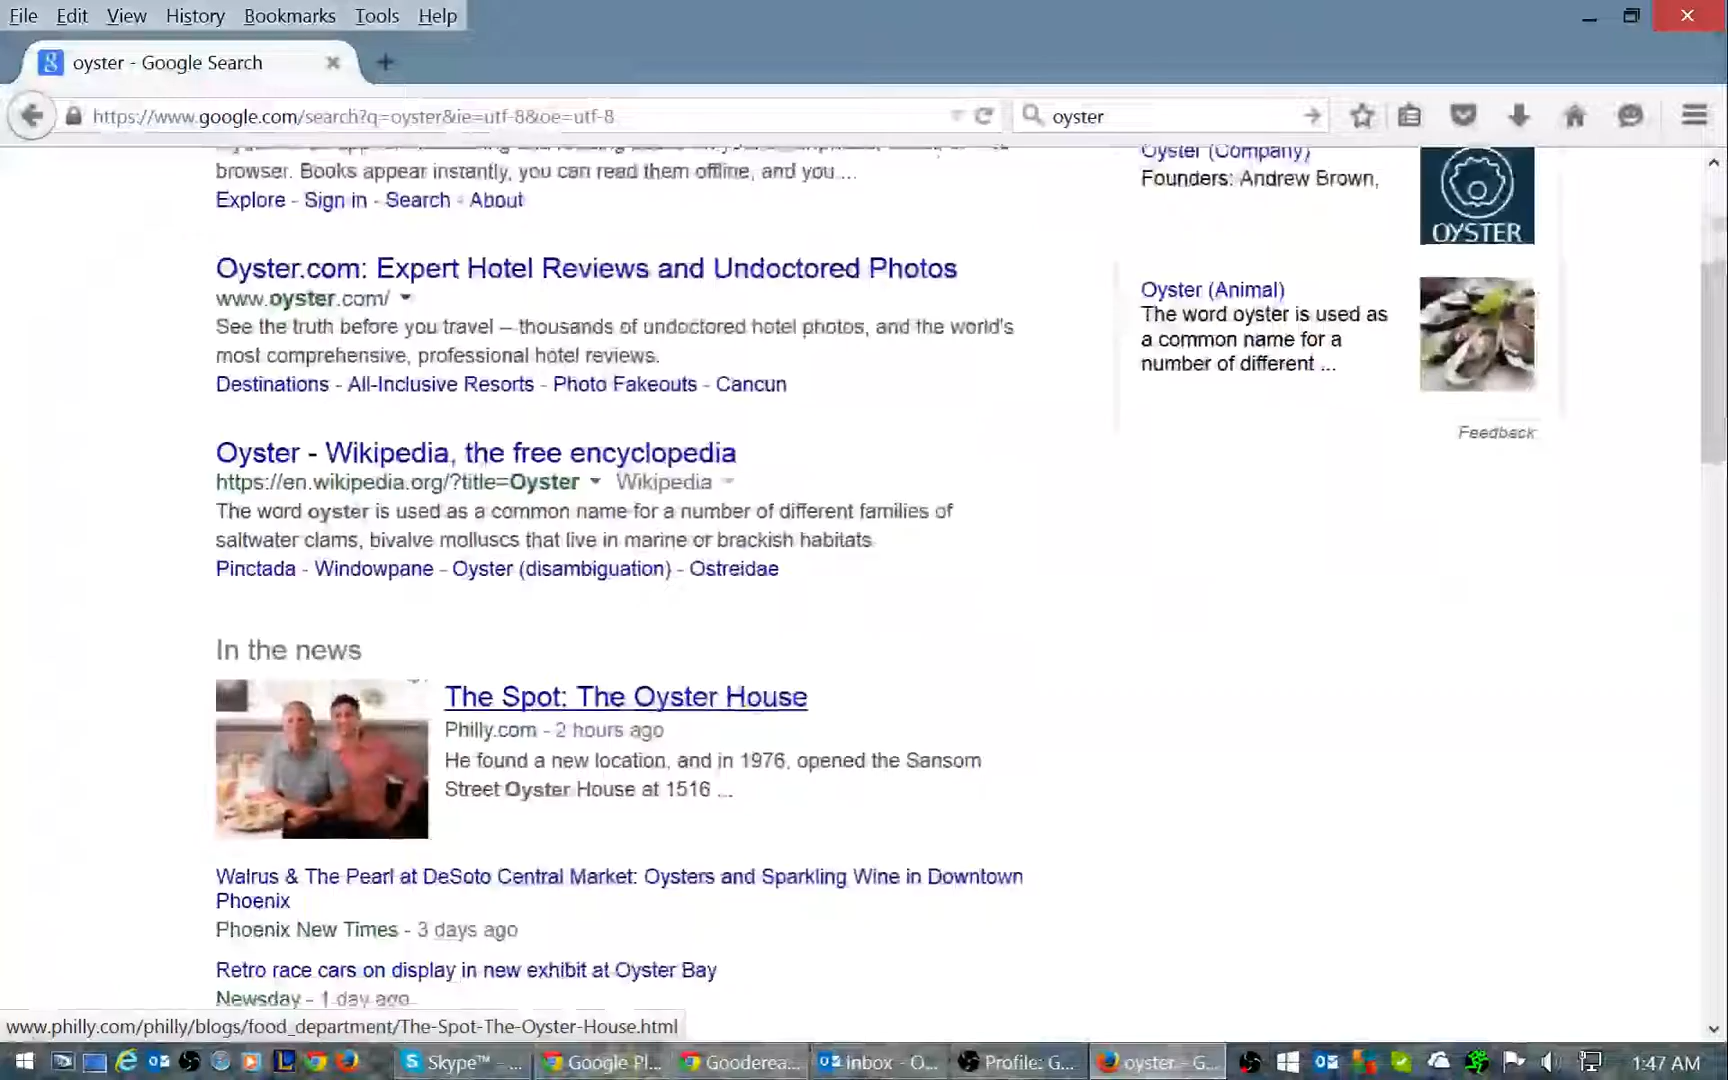 File Edit View History Bookmarks Tools Help
oyster - Google Search
https://www.google.com/search?q=oyster&ie=utf-8&oe=utf-8
oyster
browser. Books appear instantly, you can read them offline, and you ...
Explore - Sign in - Search - About
Oyster.com: Expert Hotel Reviews and Undoctored Photos
www.oyster.com/
See the truth before you travel – thousands of undoctored hotel photos, and the world's
most comprehensive, professional hotel reviews.
Destinations - All-Inclusive Resorts - Photo Fakeouts - Cancun
Oyster - Wikipedia, the free encyclopedia
https://en.wikipedia.org/?title=Oyster Wikipedia
The word oyster is used as a common name for a number of different families of
saltwater clams, bivalve molluscs that live in marine or brackish habitats
Pinctada - Windowpane - Oyster (disambiguation) - Ostreidae
In the news
The Spot: The Oyster House
Philly.com - 2 hours ago
He found a new location, and in 1976, opened the Sansom
Street Oyster House at 1516 ...
Walrus & The Pearl at DeSoto Central Market: Oysters and Sparkling Wine in Downtown
Phoenix
Phoenix New Times - 3 days ago
Retro race cars on display in new exhibit at Oyster Bay
Newsday - 1 day ago
Oyster (Company)
Founders: Andrew Brown,
OYSTER
Oyster (Animal)
The word oyster is used as
a common name for a
number of different ...
Feedback
www.philly.com/philly/blogs/food_department/The-Spot-The-Oyster-House.html
Skype™ - ...
Google Pl...
Gooderea...
Inbox - O...
Profile: G...
oyster - G...
1:47 AM